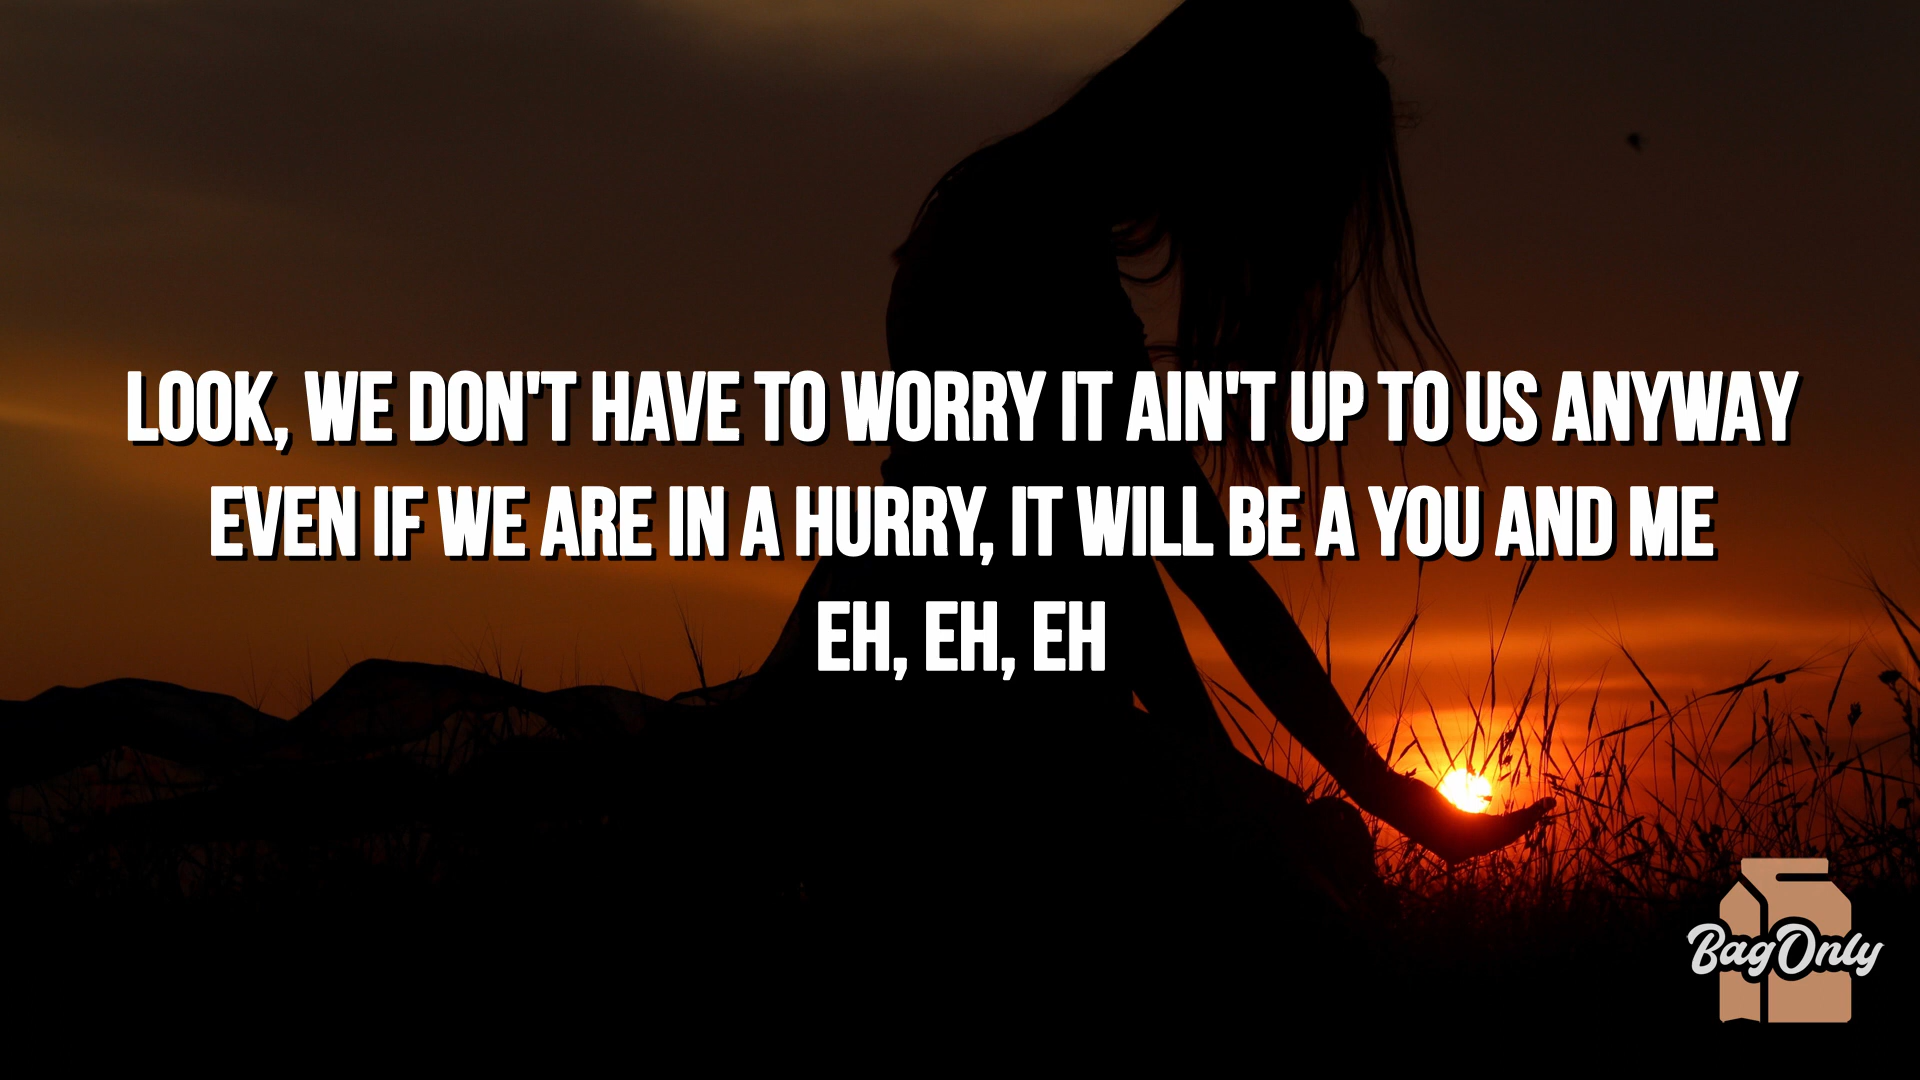 LOOK, WE DON'T HAVE TO WORRY IT AIN'T UP TO US ANYWAY
EVEN IF WE ARE IN A HURRY, IT WILL BE A YOU AND ME
EH, EH, EH
BagOnly